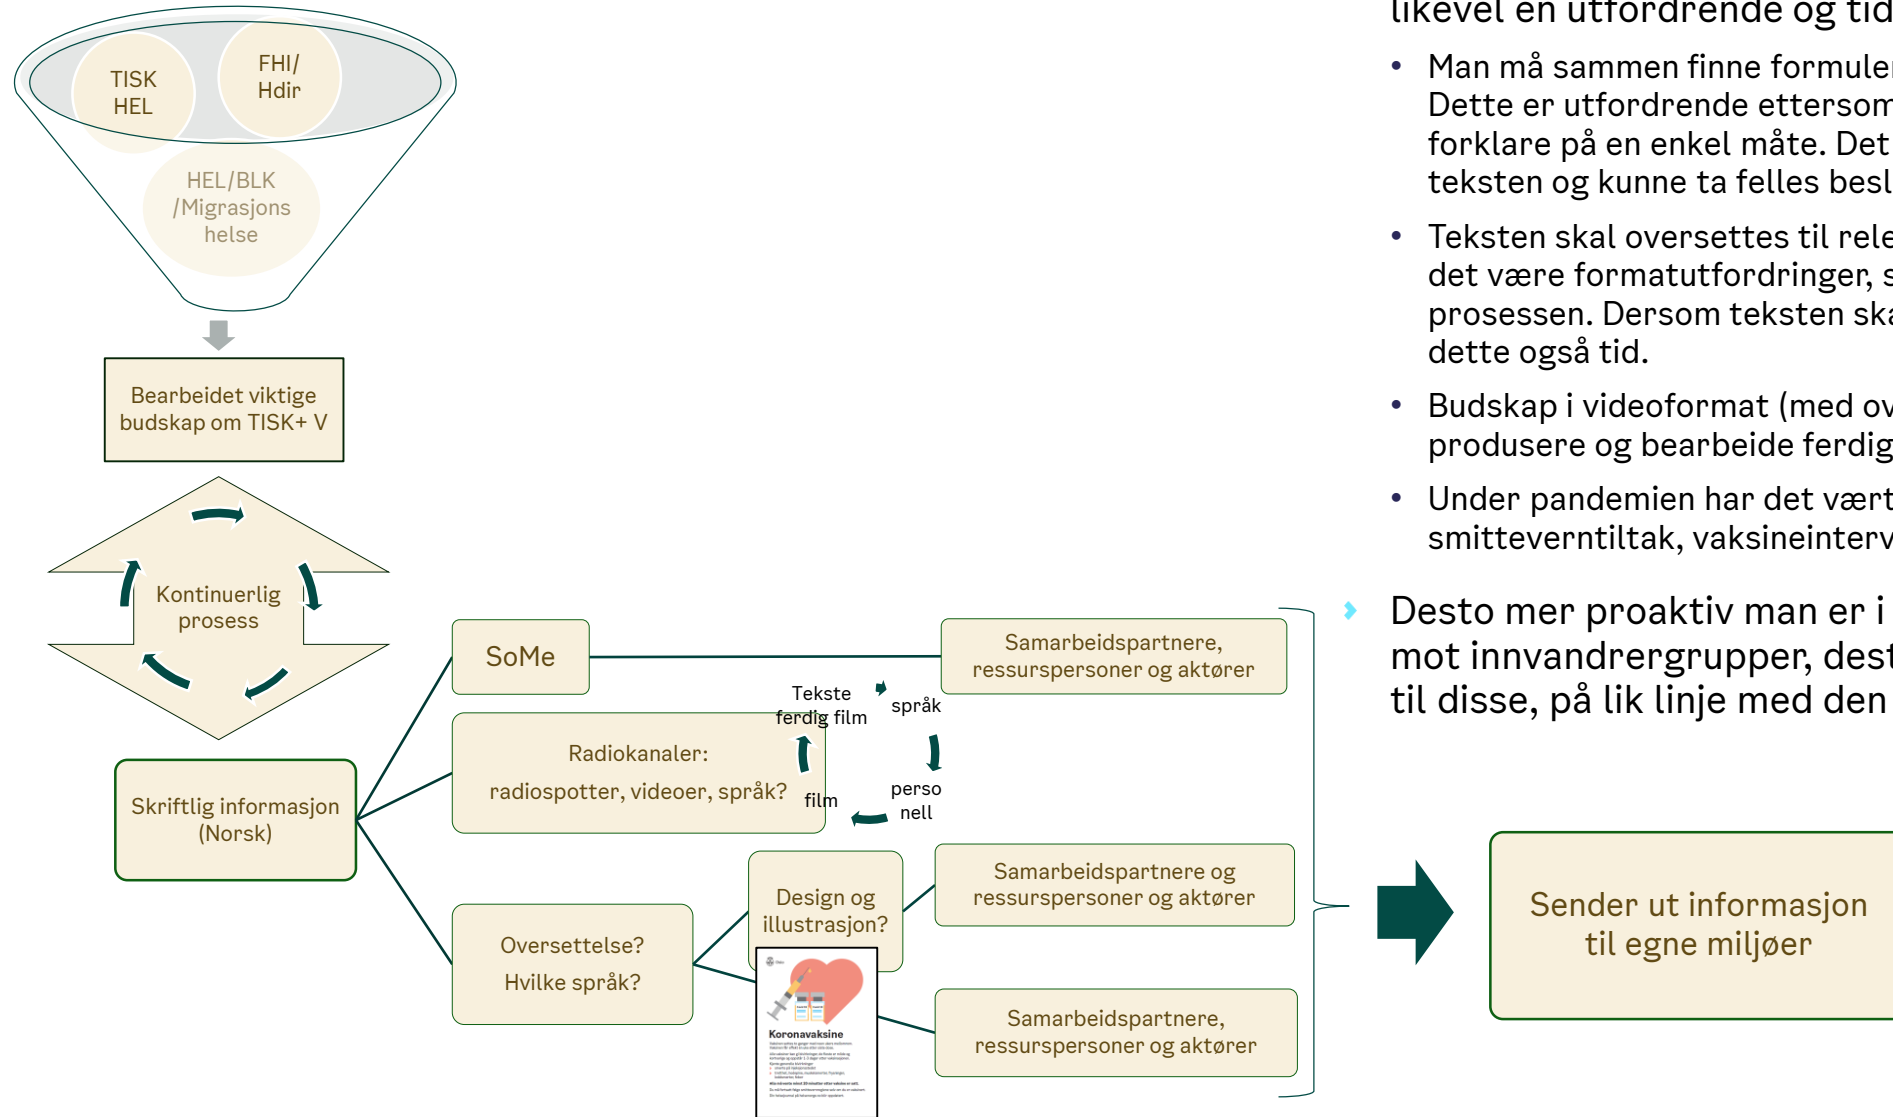 TISK
HEL
FHI/
Hdir
HEL/BLK
/Migrasjons
helse
Bearbeidet viktige
budskap om TISK+ V
Kontinuerlig
prosess
Skriftlig informasjon
(Norsk)
SoMe
Samarbeidspartnere,
ressurspersoner og aktører
Radiokanaler:
radiospotter, videoer, språk?
Tekste
ferdig film
språk
perso
nell
film
Oversettelse?
Hvilke språk?
Design og
illustrasjon?
Koronavaksine
Samarbeidspartnere og
ressurspersoner og aktører
Samarbeidspartnere,
ressurspersoner og aktører
Sender ut informasjon
til egne miljøer
likevel en utfordrende og tid
• Man må sammen finne formuler
Dette er utfordrende ettersom
forklare på en enkel måte. Det
teksten og kunne ta felles besl
• Teksten skal oversettes til rele
det være formatutfordringer, s
prosessen. Dersom teksten ska
dette også tid.
• Budskap i videoformat (med ov
produsere og bearbeide ferdig
• Under pandemien har det vært
smitteverntiltak, vaksineinterv
Desto mer proaktiv man er i
mot innvandrergrupper, dest
til disse, på lik linje med den